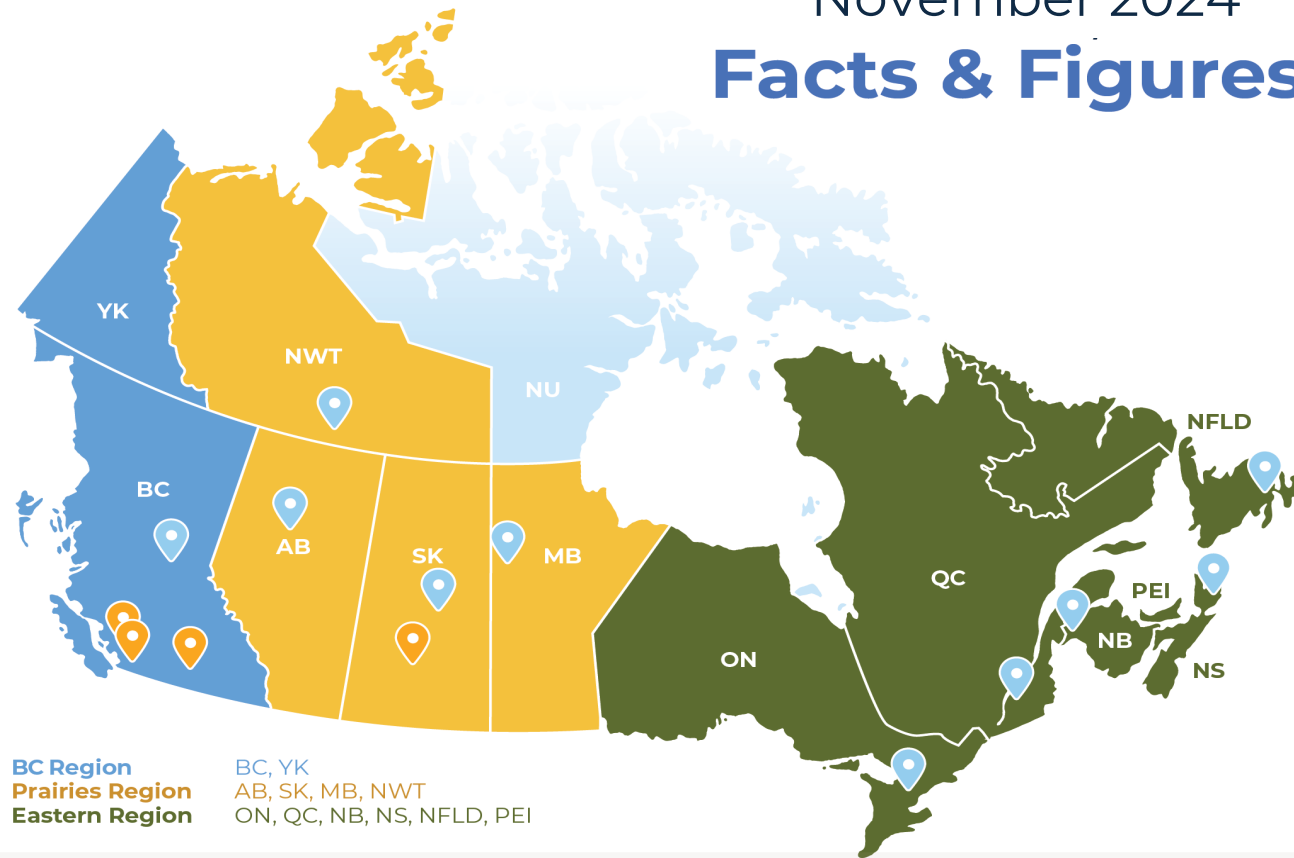 November 2024
Facts & Figures
YK
NWT
NU
NFLD
BC
AB
SK
MB
QC
PEI
NB
ON
NS
BC Region BC, YK
Prairies Region AB, SK, MB, NWT
Eastern Region ON, QC, NB, NS, NFLD, PEI